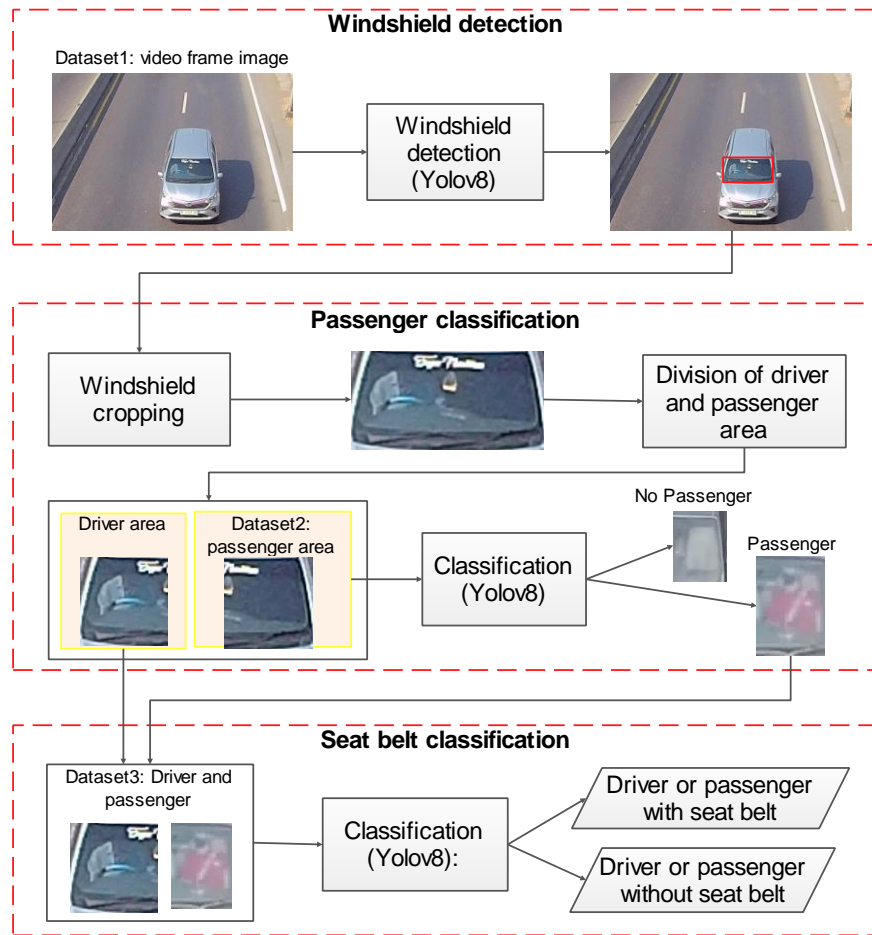 Windshield detection
Dataset1: video frame image
Windshield
detection
(Yolov8)
Passenger classification
Windshield
cropping
Division of driver
and passenger
area
Driver area
Dataset2:
passenger area
Classification
(Yolov8)
No Passenger
Passenger
Seat belt classification
Dataset3: Driver and
passenger
Classification
(Yolov8):
Driver or passenger
with seat belt
Driver or passenger
without seat belt